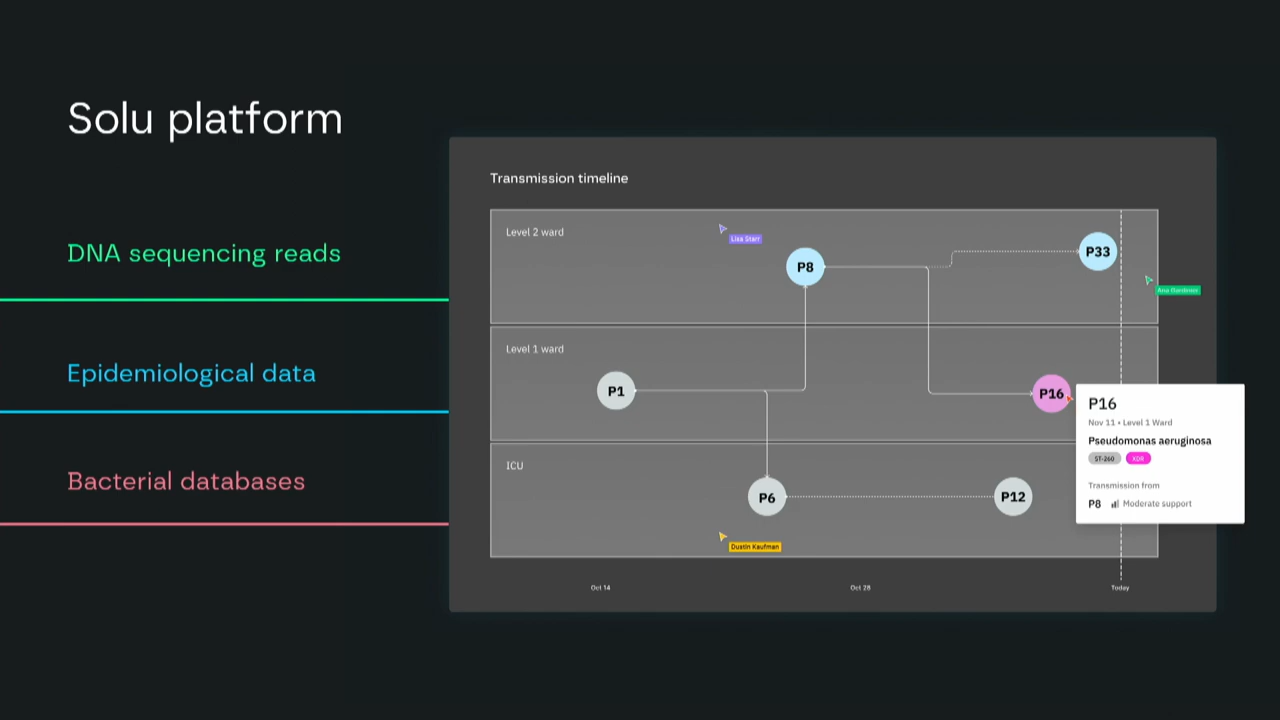 Solu platform
DNA sequencing reads
Epidemiological data
Bacterial databases
Transmission timeline
Level 2 ward
Lisa Starr
P8
P33
Ana Gardener
Level 1 ward
P1
P16
P16
Nov 11 • Level 1 Ward
Pseudomonas aeruginosa
ST-260 XDR
Transmission from
P8 Moderate support
ICU
P6
P12
Dustin Kaufman
Oct 14
Oct 28
Today